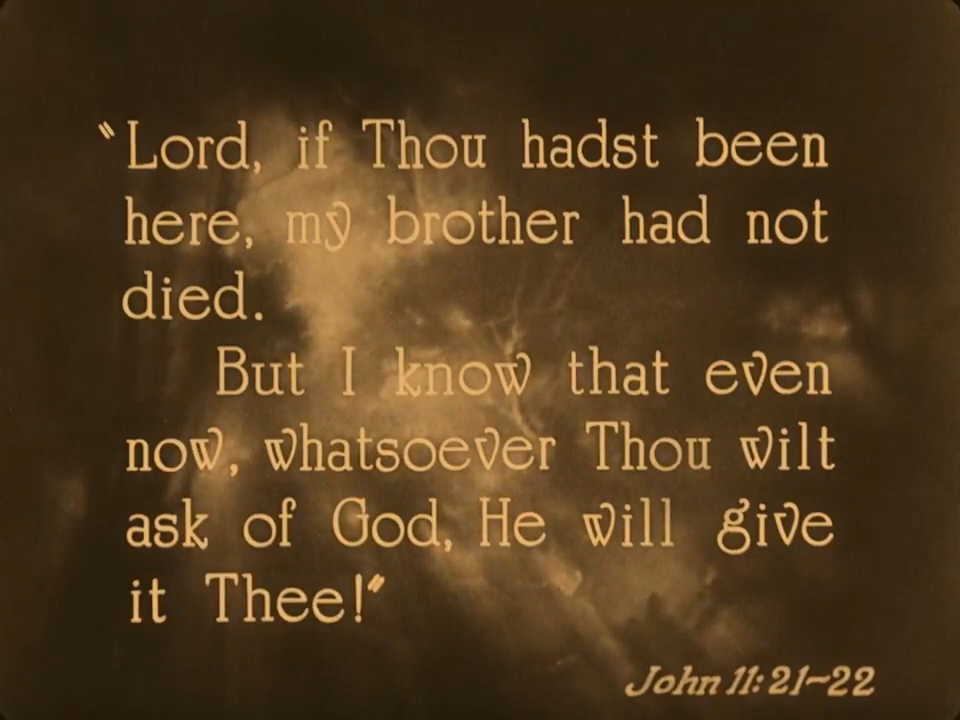 “Lord, if Thou hadst been
here, my brother had not
died.
But I know that even
now, whatsoever Thou wilt
ask of God, He will give
it Thee!”
John 11:21-22